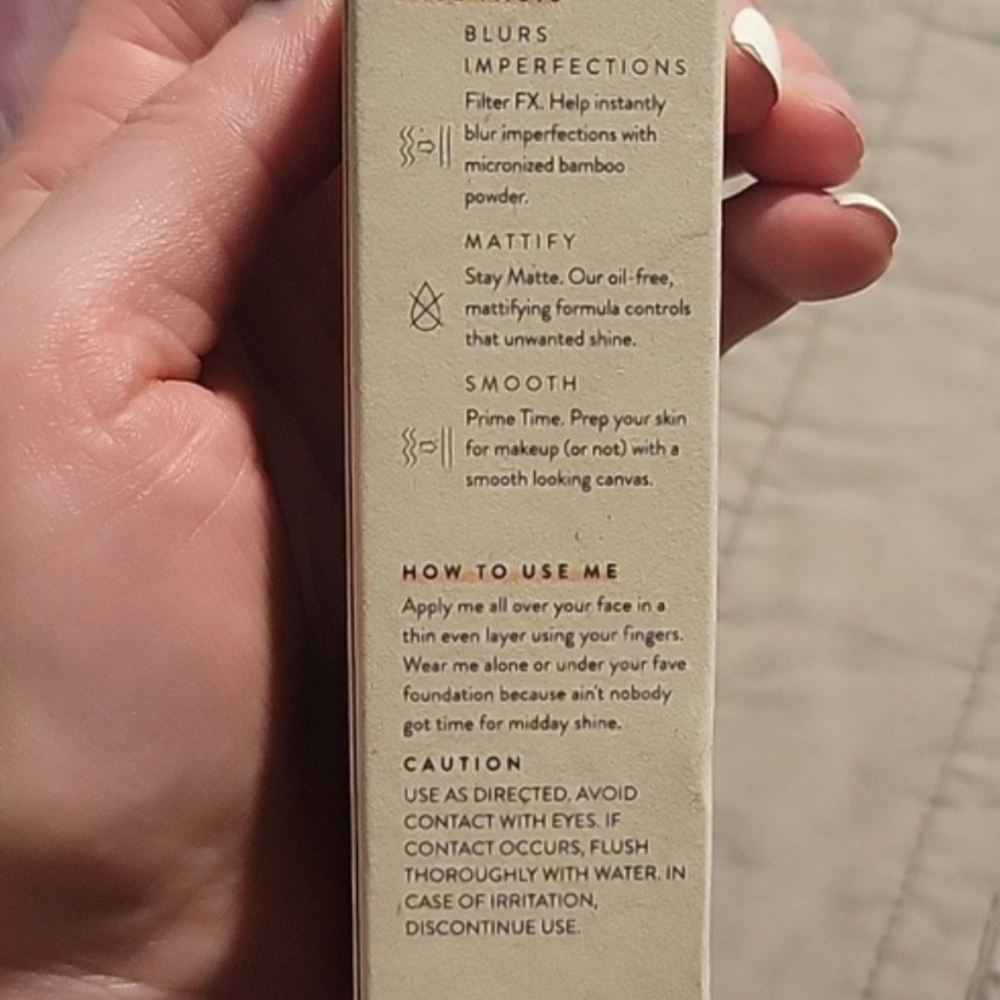 BLURS
IMPERFECTIONS
Filter FX. Help instantly
blur imperfections with
micronized bamboo
powder.
MATTIFY
Stay Matte. Our oil-free,
mattifying formula controls
that unwanted shine.
SMOOTH
Prime Time. Prep your skin
for makeup (or not) with a
smooth looking canvas.
HOW TO USE ME
Apply me all over your face in a
thin even layer using your fingers.
Wear me alone or under your fave
foundation because ain't nobody
got time for midday shine.
CAUTION
USE AS DIRECTED. AVOID
CONTACT WITH EYES. IF
CONTACT OCCURS, FLUSH
THOROUGHLY WITH WATER. IN
CASE OF IRRITATION,
DISCONTINUE USE.